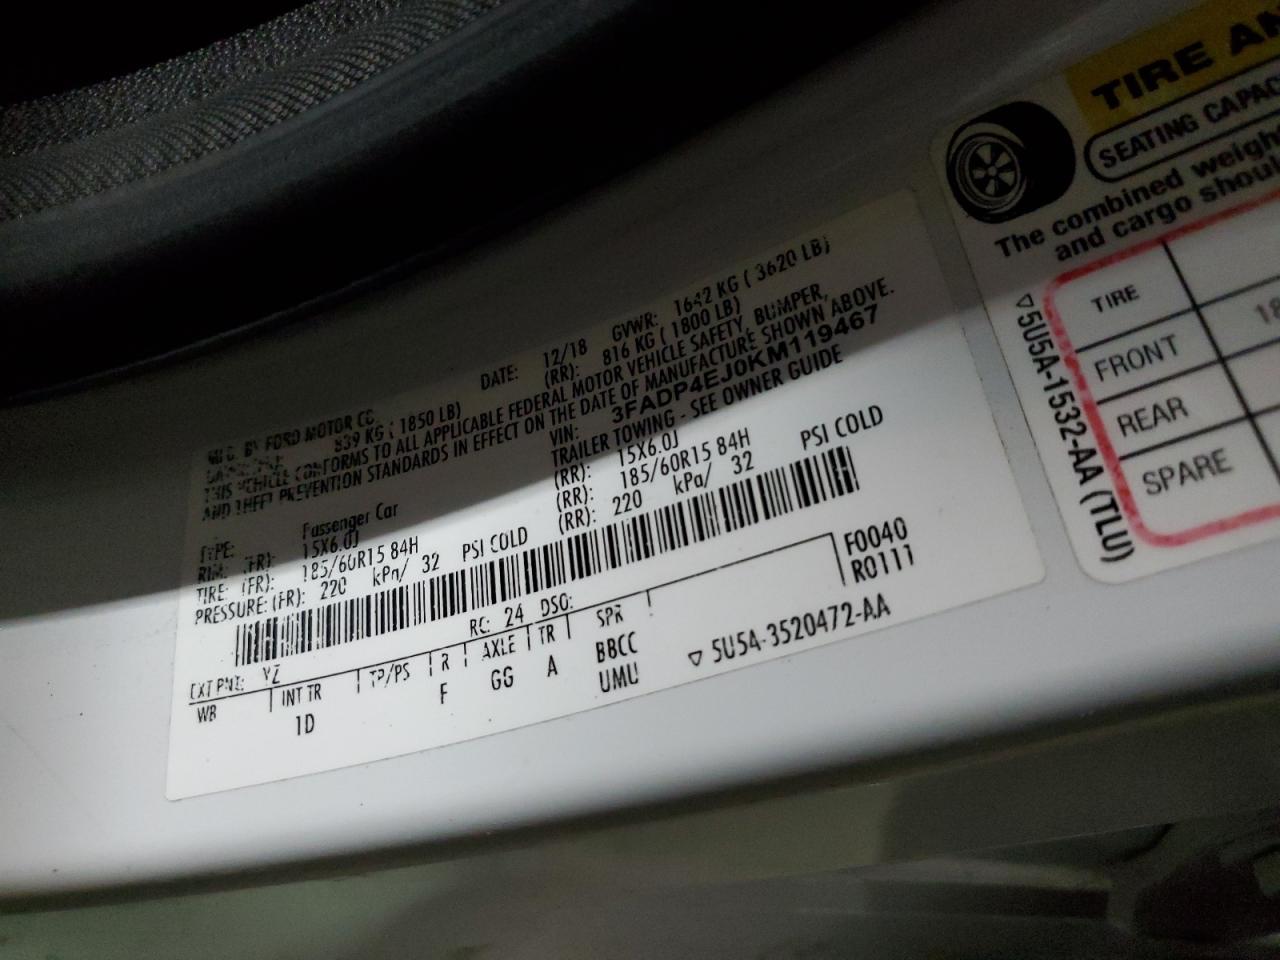 MFG. BY FORD MOTOR CO.
DATE: 12/18 GVWR: 1642 KG ( 3620 LB)
839 KG ( 1850 LB) (RR): 816 KG ( 1800 LB)
THIS VEHICLE CONFORMS TO ALL APPLICABLE FEDERAL MOTOR VEHICLE SAFETY, BUMPER,
AND THEFT PREVENTION STANDARDS IN EFFECT ON THE DATE OF MANUFACTURE SHOWN ABOVE.
VIN: 3FADP4EJ0KM119467
TYPE: Passenger Car TRAILER TOWING - SEE OWNER GUIDE
RIM: (FR): 15X6.0J (RR): 15X6.0J
TIRE: (FR): 185/60R15 84H (RR): 185/60R15 84H
PRESSURE: (FR): 220 kPa/ 32 PSI COLD (RR): 220 kPa/ 32 PSI COLD
EXT PNT: YZ RC: 24 DSO: F0040
WB INT TR TP/PS R AXLE TR SPR R0111
1D F GG A BBCC
UMU ▽ 5U5A-3520472-AA
TIRE AN
SEATING CAPAC
The combined weigh
and cargo shoul
TIRE
FRONT 18
REAR
SPARE
▽5U5A-1532-AA (TLU)